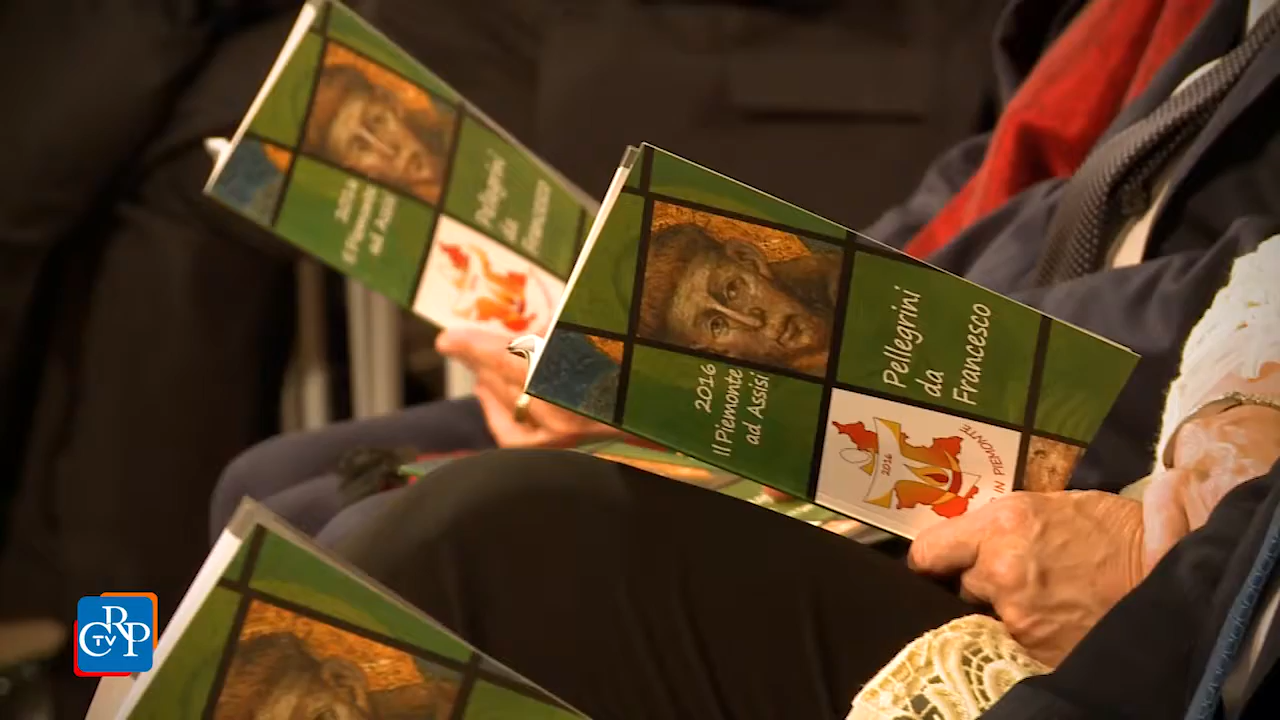 2016
Il Piemonte
ad Assisi
Pellegrini
da
Francesco
2016
Il Piemonte
ad Assisi
Pellegrini
da
Francesco
2016
IN PIEMONTE
CRP
TV